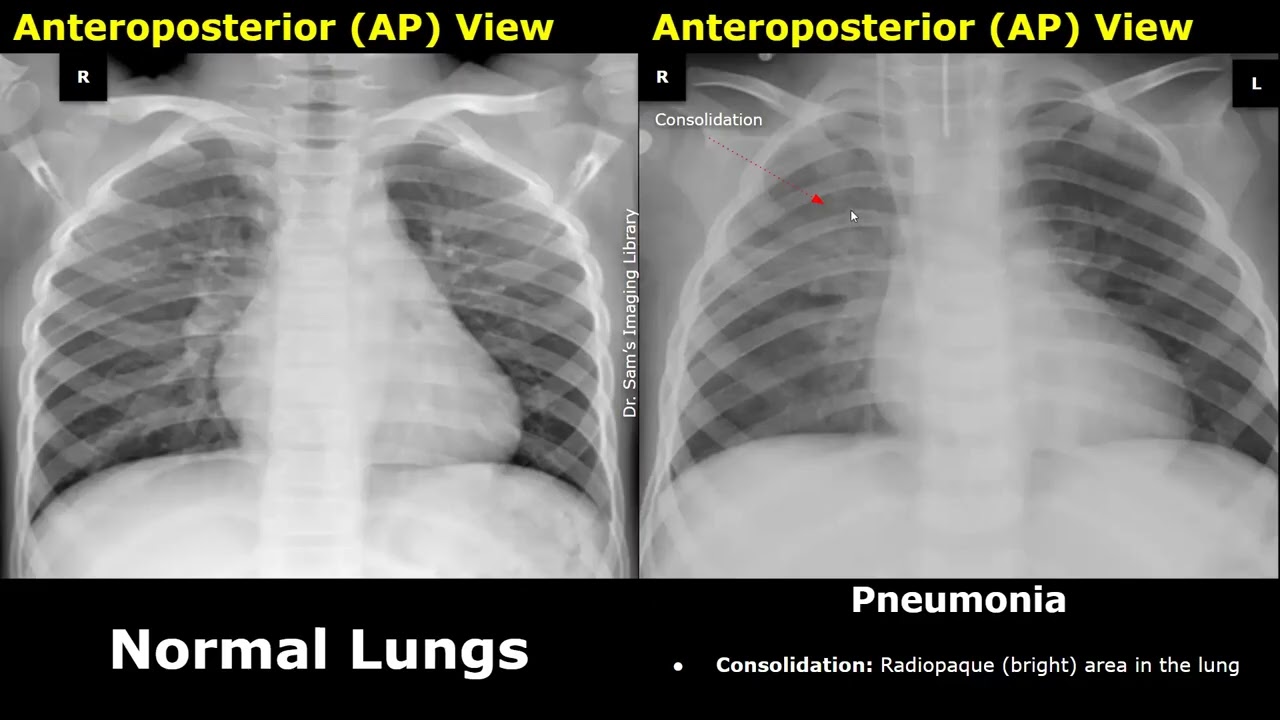 Anteroposterior (AP) View
R
Dr. Sam's Imaging Library
Normal Lungs
Anteroposterior (AP) View
R
L
Consolidation
Pneumonia
• Consolidation: Radiopaque (bright) area in the lung